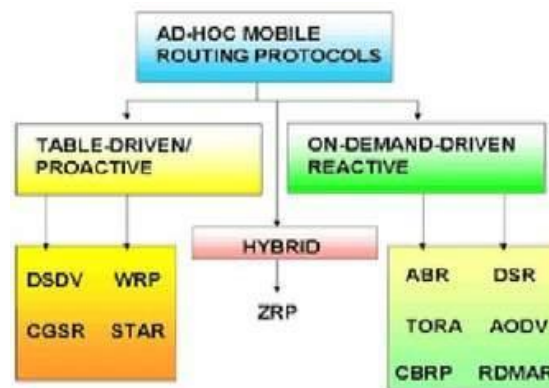 AD-HOC MOBILE
ROUTING PROTOCOLS
TABLE-DRIVEN/
PROACTIVE
ON-DEMAND-DRIVEN
REACTIVE
HYBRID
DSDV WRP
CGSR STAR
ZRP
ABR DSR
TORA AODV
CBRP RDMAR